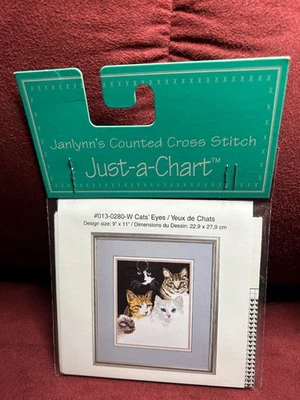 Janlynn's Counted Cross Stitch
Just-a-Chart™
#013-0280-W Cats' Eyes / Yeux de Chats
Design size: 9" x 11" / Dimensions du Dessin: 22,9 x 27,9 cm